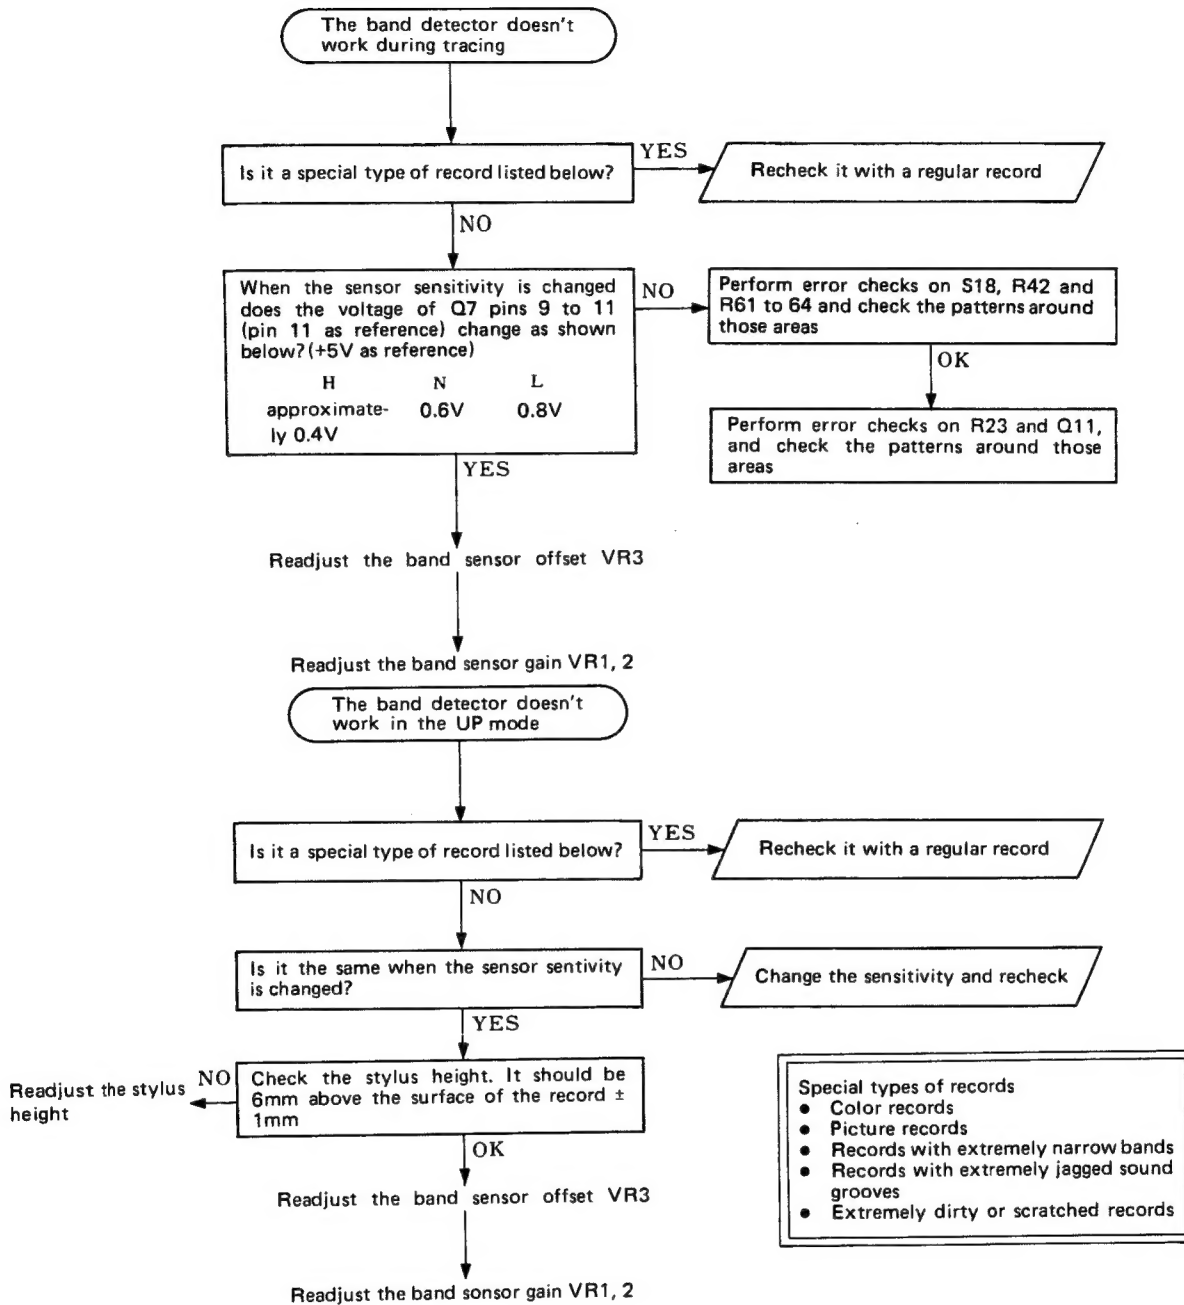 The band detector doesn't
work during tracing
Is it a special type of record listed below?
YES
Recheck it with a regular record
NO
When the sensor sensitivity is changed
does the voltage of Q7 pins 9 to 11
(pin 11 as reference) change as shown
below? (+5V as reference)
H N L
approximate- 0.6V 0.8V
ly 0.4V
NO
Perform error checks on S18, R42 and
R61 to 64 and check the patterns around
those areas
OK
Perform error checks on R23 and Q11,
and check the patterns around those
areas
YES
Readjust the band sensor offset VR3
Readjust the band sensor gain VR1, 2
The band detector doesn't
work in the UP mode
Is it a special type of record listed below?
YES
Recheck it with a regular record
NO
Is it the same when the sensor sentivity
is changed?
NO
Change the sensitivity and recheck
YES
Check the stylus height. It should be
6mm above the surface of the record ±
1mm
NO
Readjust the stylus
height
OK
Readjust the band sensor offset VR3
Readjust the band sonsor gain VR1, 2
Special types of records
● Color records
● Picture records
● Records with extremely narrow bands
● Records with extremely jagged sound
grooves
● Extremely dirty or scratched records